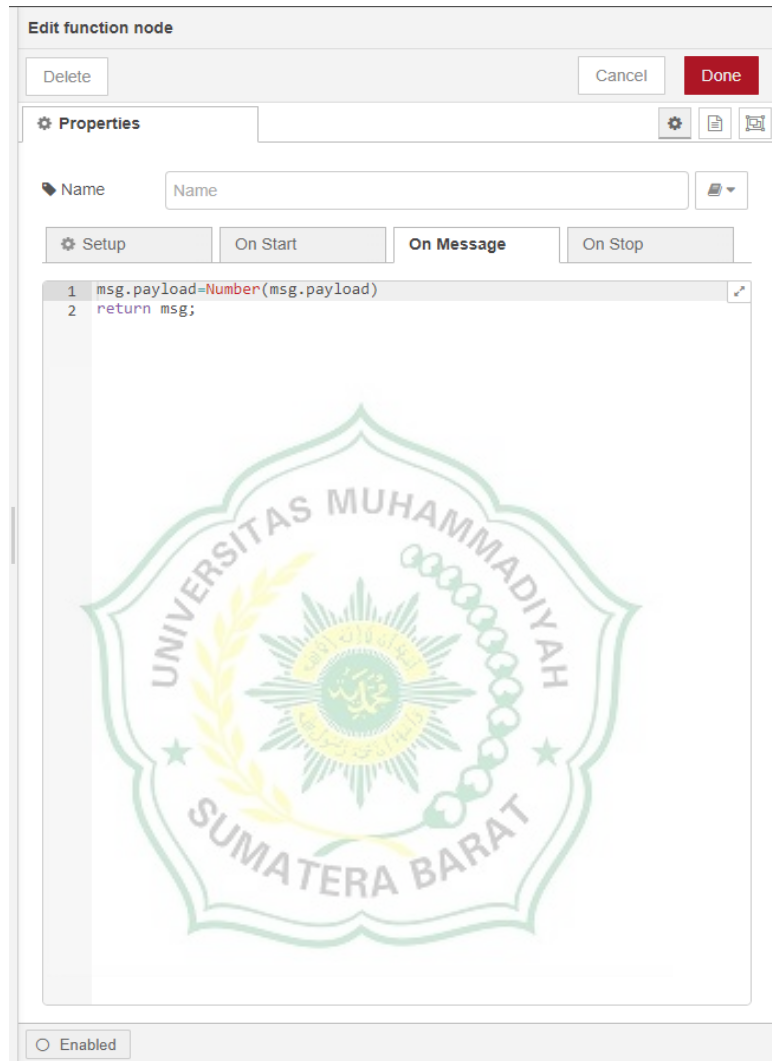 Edit function node
Delete
Cancel
Done
Properties
Name
Name
Setup
On Start
On Message
On Stop
1 msg.payload=Number(msg.payload)
2 return msg;
UNIVERSITAS MUHAMMADIYAH
SUMATERA BARAT
Enabled